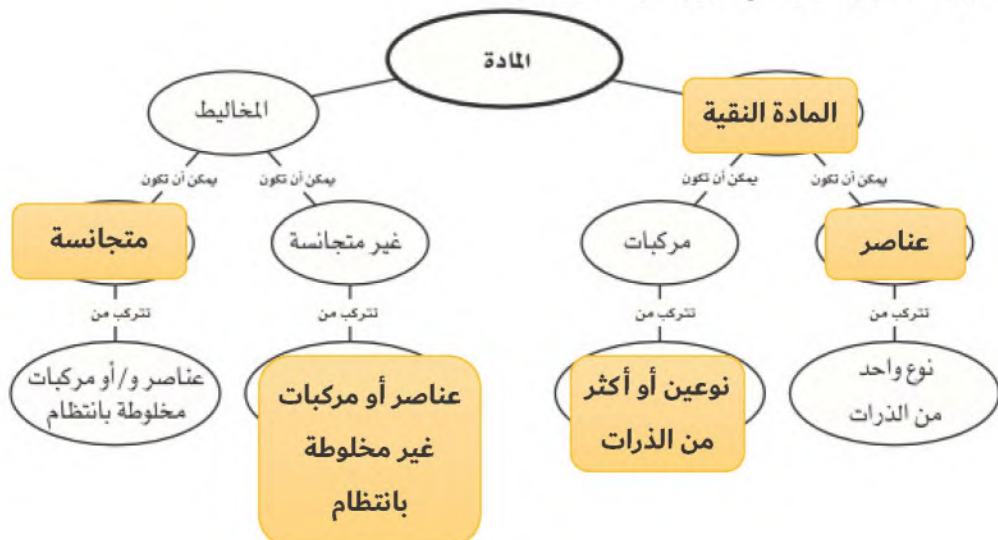 المادة
المادة النقية
المخاليط
يمكن أن تكون
يمكن أن تكون
يمكن أن تكون
يمكن أن تكون
عناصر
مركبات
غير متجانسة
متجانسة
تتركب من
تتركب من
تتركب من
تتركب من
نوع واحد
من الذرات
نوعين أو أكثر
من الذرات
عناصر أو مركبات
غير مخلوطة
بانتظام
عناصر و/أو مركبات
مخلوطة بانتظام